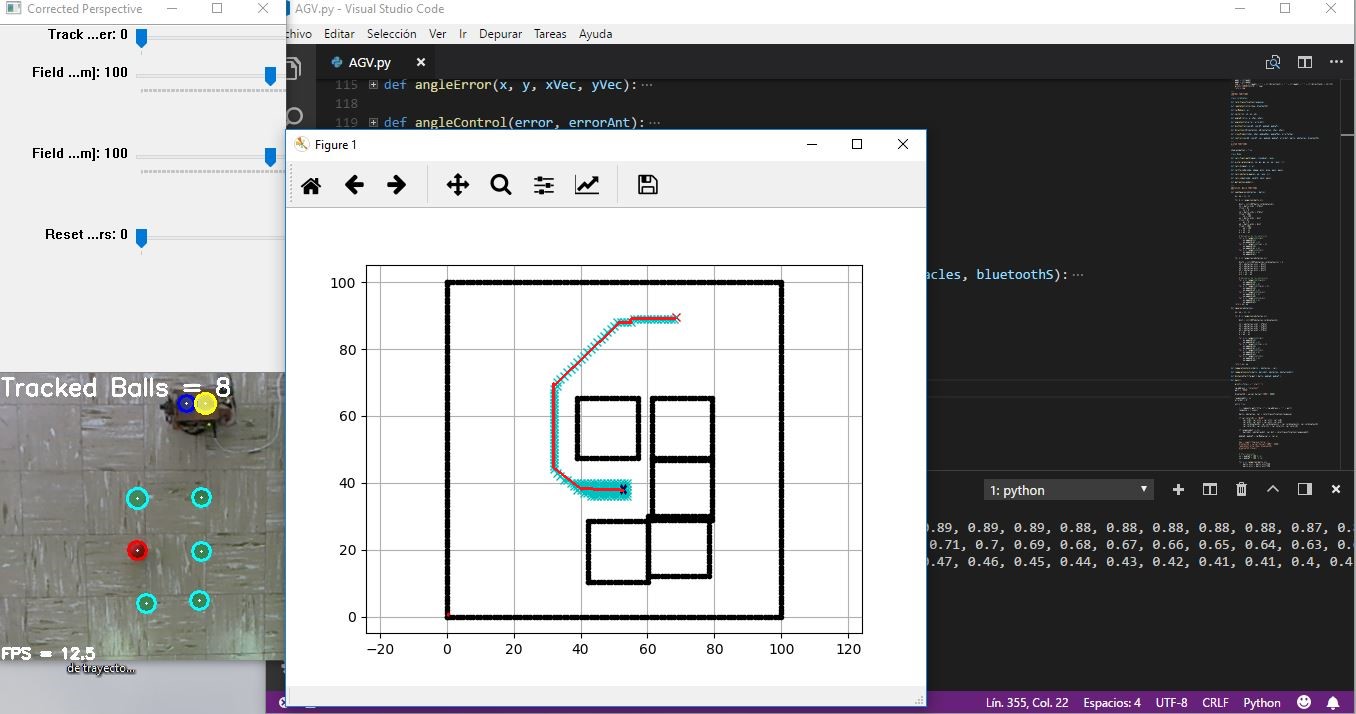 Corrected Perspective
AGV.py - Visual Studio Code
Track ...er: 0
Field ...m]: 100
Field ...m]: 100
Reset ...rs: 0
Tracked Balls = 8
FPS = 12.5
de trayecto...
chivo Editar Selección Ver Ir Depurar Tareas Ayuda
AGV.py
115 def angleError(x, y, xVec, yVec): ...
118
119 def angleControl(error, errorAnt): ...
acles, bluetoothS): ...
Figure 1
100
80
60
40
20
0
−20 0 20 40 60 80 100 120
1: python
.89, 0.89, 0.89, 0.88, 0.88, 0.88, 0.88, 0.88, 0.87, 0.8
0.71, 0.7, 0.69, 0.68, 0.67, 0.66, 0.65, 0.64, 0.63, 0.
.47, 0.46, 0.45, 0.44, 0.43, 0.42, 0.41, 0.41, 0.4, 0.4
Lín. 355, Col. 22 Espacios: 4 UTF-8 CRLF Python